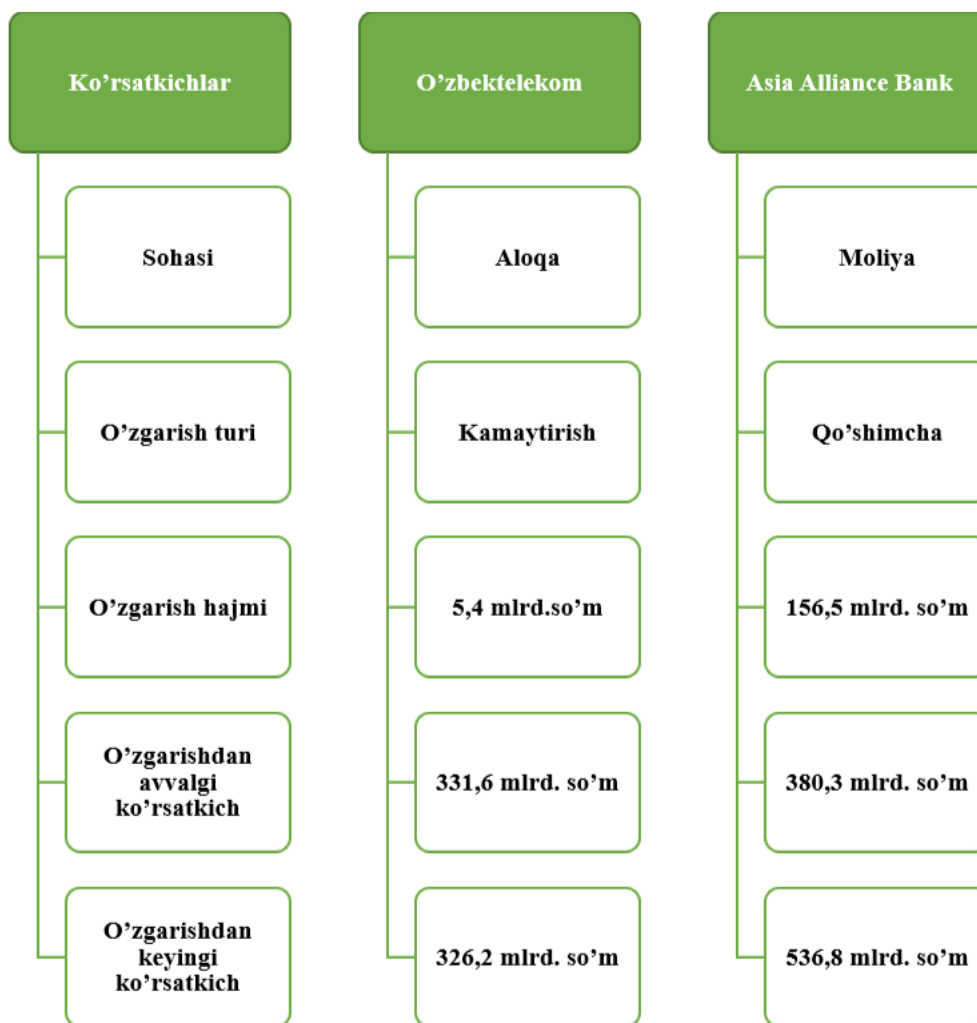 Ko’rsatkichlar
Sohasi
O’zgarish turi
O’zgarish hajmi
O’zgarishdan
avvalgi
ko’rsatkich
O’zgarishdan
keyingi
ko’rsatkich
O’zbektelekom
Aloqa
Kamaytirish
5,4 mlrd.so’m
331,6 mlrd. so’m
326,2 mlrd. so’m
Asia Alliance Bank
Moliya
Qo’shimcha
156,5 mlrd. so’m
380,3 mlrd. so’m
536,8 mlrd. so’m